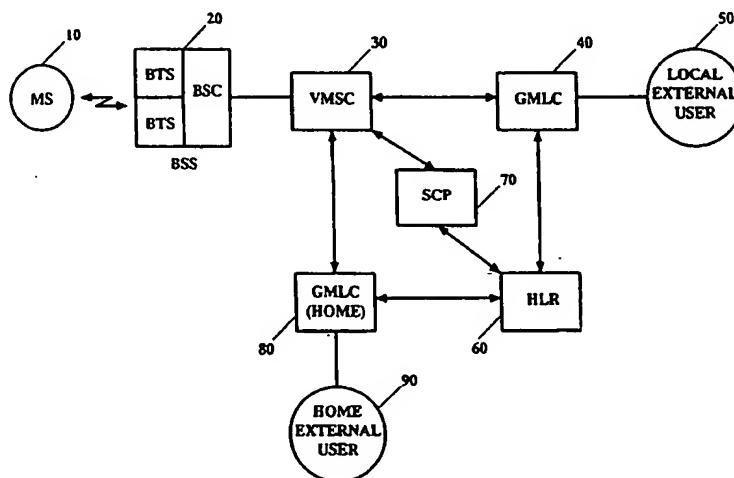 10
20
30
40
50
MS
BTS
BTS
BSC
BSS
VMSC
GMLC
LOCAL
EXTERNAL
USER
SCP
70
GMLC
(HOME)
80
HLR
60
90
HOME
EXTERNAL
USER